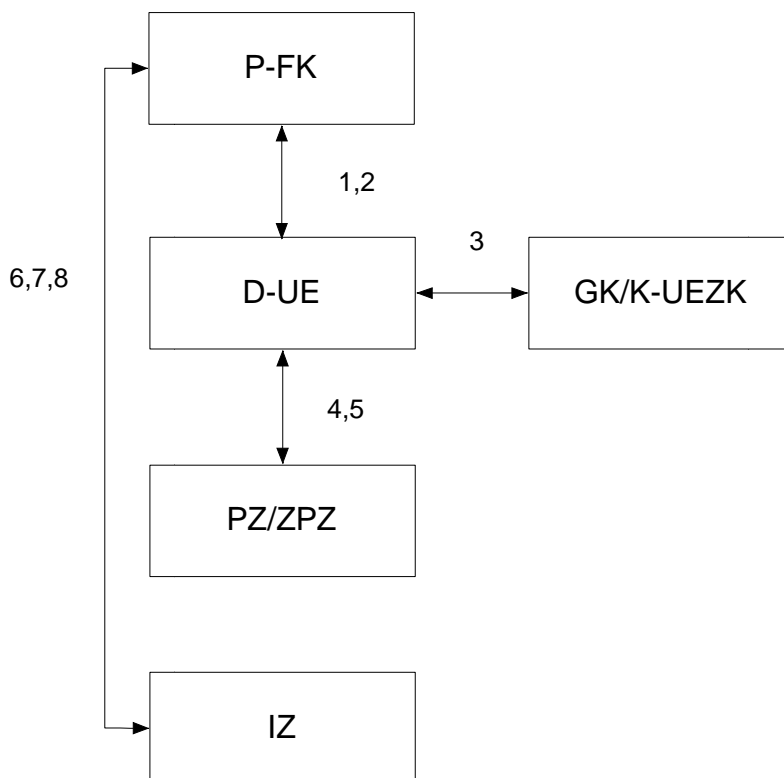 P-FK
1,2
3
6,7,8
D-UE
GK/K-UEZK
4,5
PZ/ZPZ
IZ